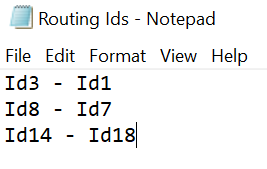 Routing Ids - Notepad
File Edit Format View Help
Id3 - Id1
Id8 - Id7
Id14 - Id18